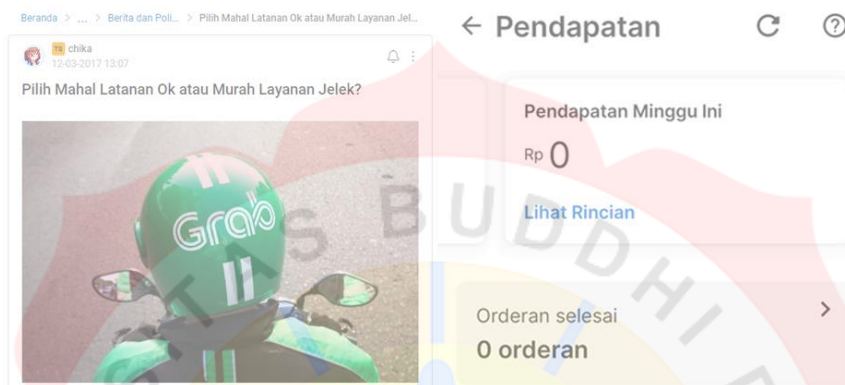 Beranda > ... > Berita dan Poli... > Pilih Mahal Latanan Ok atau Murah Layanan Jel...
TS chika
12-03-2017 13:07
Pilih Mahal Latanan Ok atau Murah Layanan Jelek?
Grab
Pendapatan
Pendapatan Minggu Ini
Rp 0
Lihat Rincian
Orderan selesai
0 orderan
TAS BUDDHI